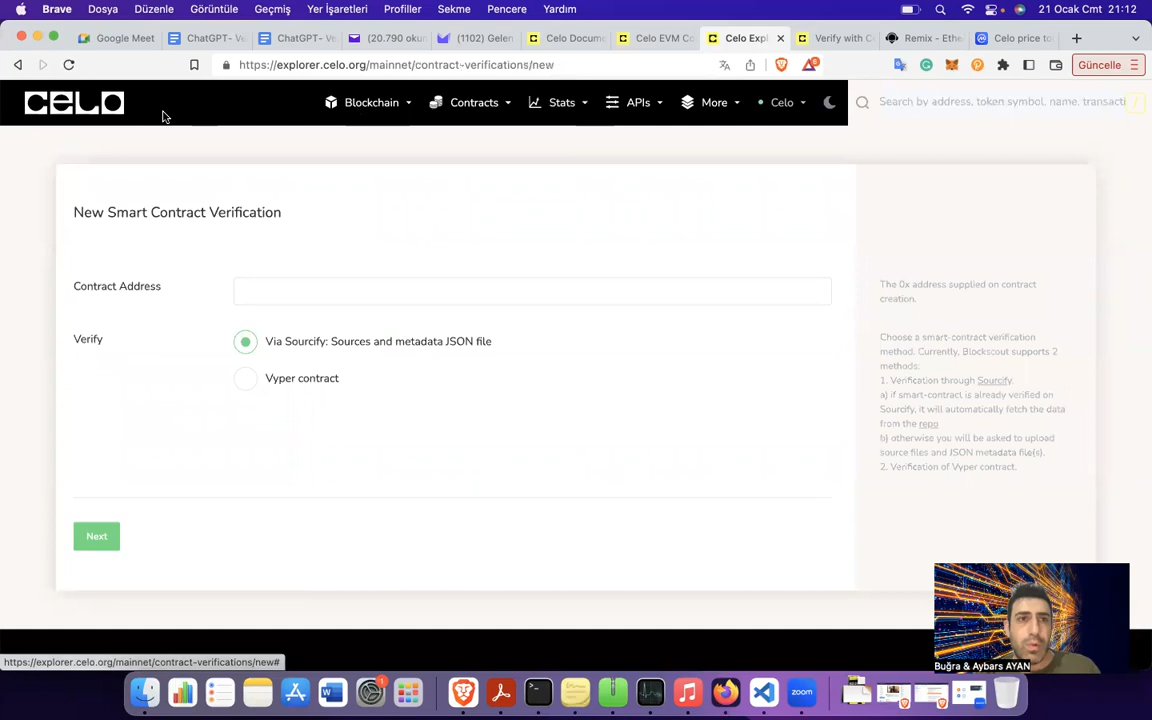 Brave Dosya Düzenle Görüntüle Geçmiş Yer İşaretleri Profiller Sekme Pencere Yardım 21 Ocak Cmt 21:12
Google Meet ChatGPT- Ve ChatGPT- Ve (20.790 oku (1102) Gelen Celo Docume Celo EVM Co Celo Expl Verify with C Remix - Ethe Celo price to
https://explorer.celo.org/mainnet/contract-verifications/new 6 Güncelle
CELO Blockchain Contracts Stats APIs More Celo Search by address, token symbol, name, transacti /
New Smart Contract Verification
Contract Address
The 0x address supplied on contract
creation.
Verify
Via Sourcify: Sources and metadata JSON file
Vyper contract
Choose a smart-contract verification
method. Currently, Blockscout supports 2
methods:
1. Verification through Sourcify.
a) if smart-contract is already verified on
Sourcify, it will automatically fetch the data
from the repo
b) otherwise you will be asked to upload
source files and JSON metadata file(s).
2. Verification of Vyper contract.
Next
Buğra & Aybars AYAN
https://explorer.celo.org/mainnet/contract-verifications/new#
1
zoom